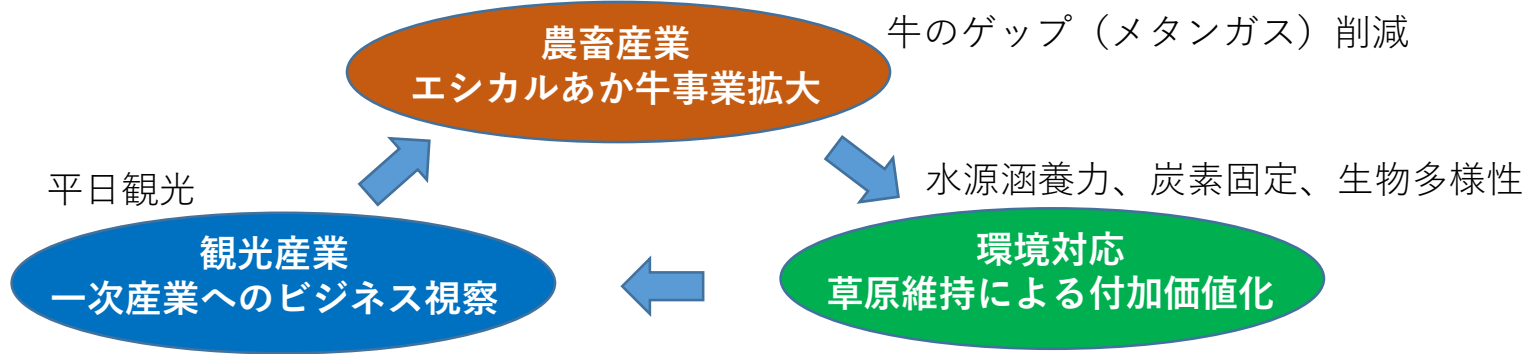 農畜産業
エシカルあか牛事業拡大
牛のゲップ（メタンガス）削減
水源涵養力、炭素固定、生物多様性
環境対応
草原維持による付加価値化
平日観光
観光産業
一次産業へのビジネス視察